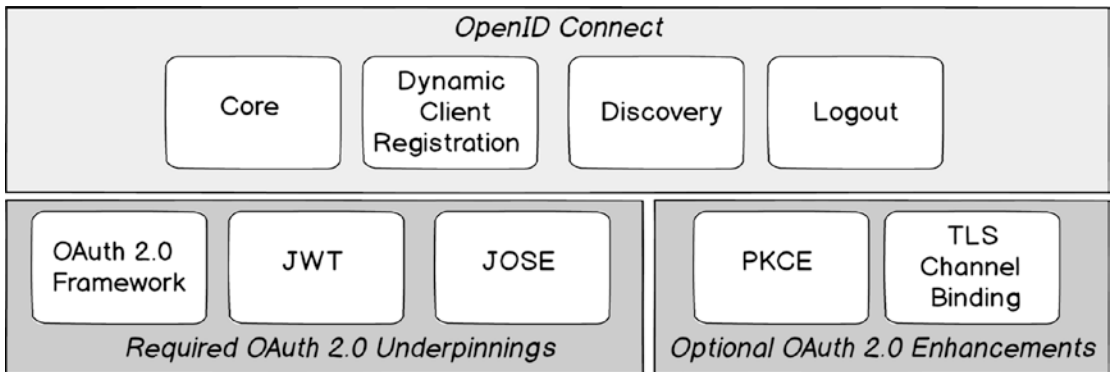 OpenID Connect
Core
Dynamic
Client
Registration
Discovery
Logout
OAuth 2.0
Framework
JWT
JOSE
PKCE
TLS
Channel
Binding
Required OAuth 2.0 Underpinnings
Optional OAuth 2.0 Enhancements